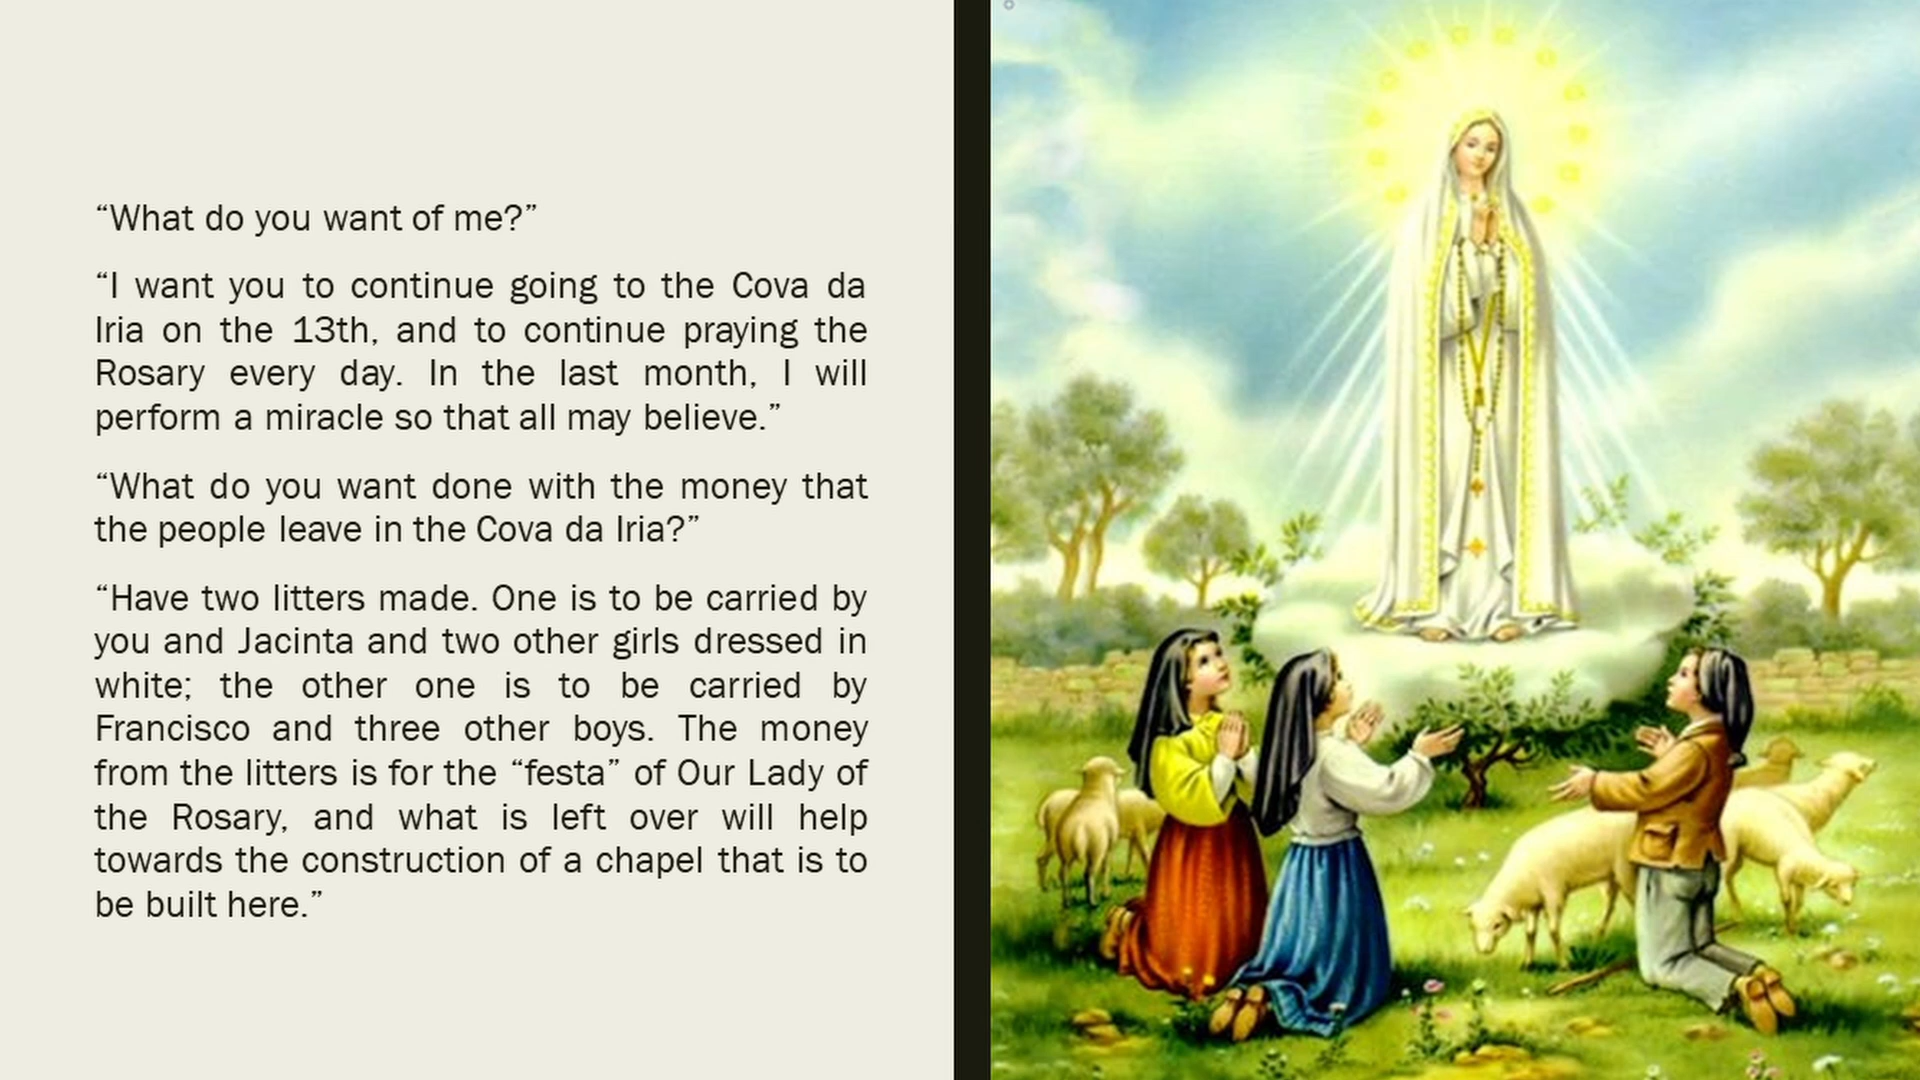 “What do you want of me?”
“I want you to continue going to the Cova da
Iria on the 13th, and to continue praying the
Rosary every day. In the last month, I will
perform a miracle so that all may believe.”
“What do you want done with the money that
the people leave in the Cova da Iria?”
“Have two litters made. One is to be carried by
you and Jacinta and two other girls dressed in
white; the other one is to be carried by
Francisco and three other boys. The money
from the litters is for the “festa” of Our Lady of
the Rosary, and what is left over will help
towards the construction of a chapel that is to
be built here.”